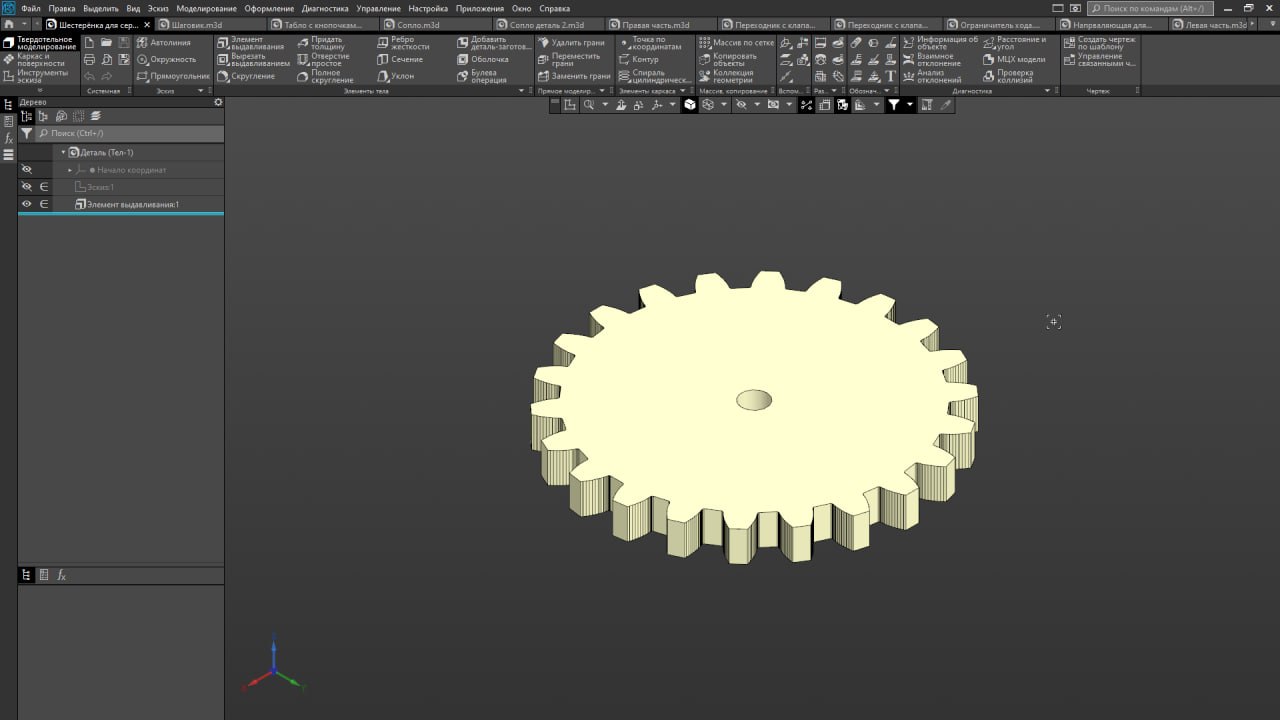 Файл Правка Выделить Вид Эскиз Моделирование Оформление Диагностика Управление Настройка Приложения Окно Справка Поиск по командам (Alt+/)
Шестерёнка для сер... Шаговик.m3d Табло с кнопочкам... Сопло.m3d Сопло деталь 2.m3d Правая часть.m3d Переходник с клапа... Переходник с клапа... Ограничитель хода.... Направляющая для... Левая часть.m3d
Твердотельное моделирование
Каркас и поверхности
Инструменты эскиза
Системная
Автолиния
Окружность
Прямоугольник
Эскиз
Элемент выдавливания
Вырезать выдавливанием
Скругление
Придать толщину
Отверстие простое
Полное скругление
Ребро жесткости
Сечение
Уклон
Добавить деталь-заготов...
Оболочка
Булева операция
Элементы тела
Удалить грани
Переместить грани
Заменить грани
Прямое моделир...
Точка по координатам
Контур
Спираль цилиндрическ...
Элементы каркаса
Массив по сетке
Копировать объекты
Коллекция геометрии
Массив, копирование
Вспом...
Раз...
Обознач...
Информация об объекте
Взаимное отклонение
Анализ отклонений
Расстояние и угол
МЦХ модели
Проверка коллизий
Диагностика
Создать чертеж по шаблону
Управление связанными ч...
Чертеж
Дерево
Поиск (Ctrl+/)
Деталь (Тел-1)
Начало координат
Эскиз:1
Элемент выдавливания:1